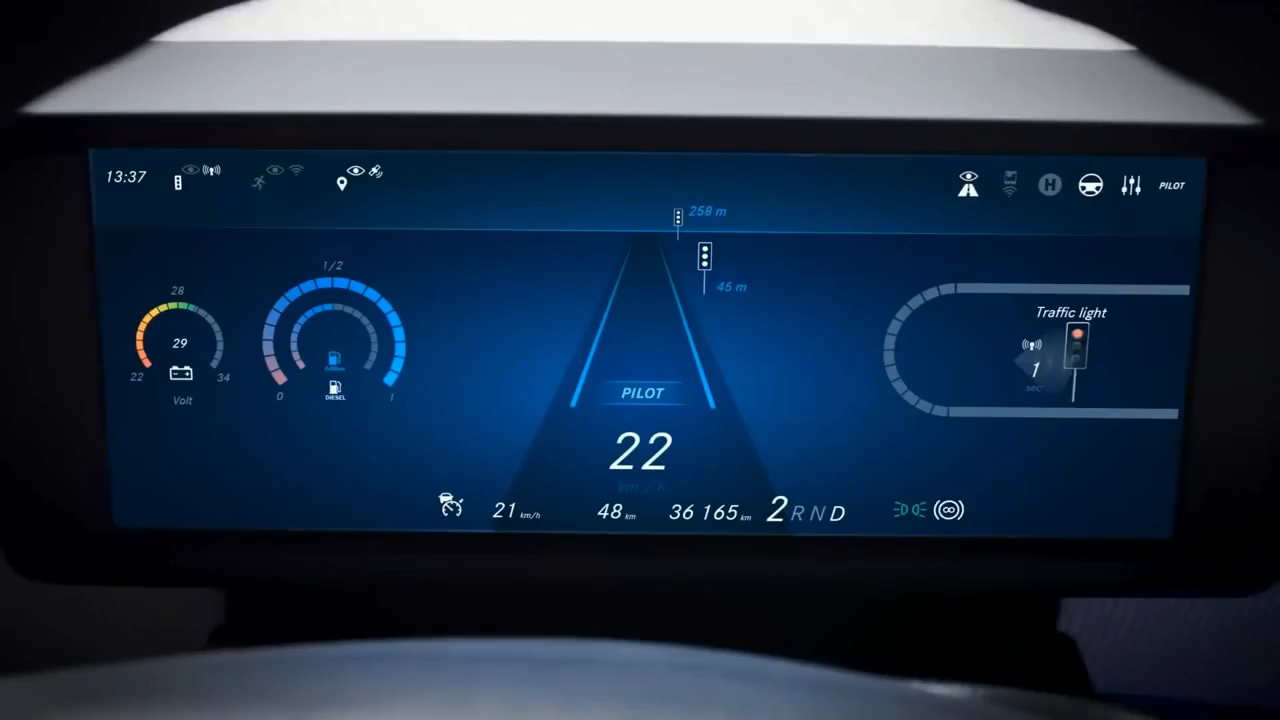 13:37
H
PILOT
258 m
45 m
28
29
22
34
Volt
1/2
0
1
AdBlue
DIESEL
PILOT
22
km/h
Traffic light
1
sec
21 km/h
48 km
36 165 km
2 R N D